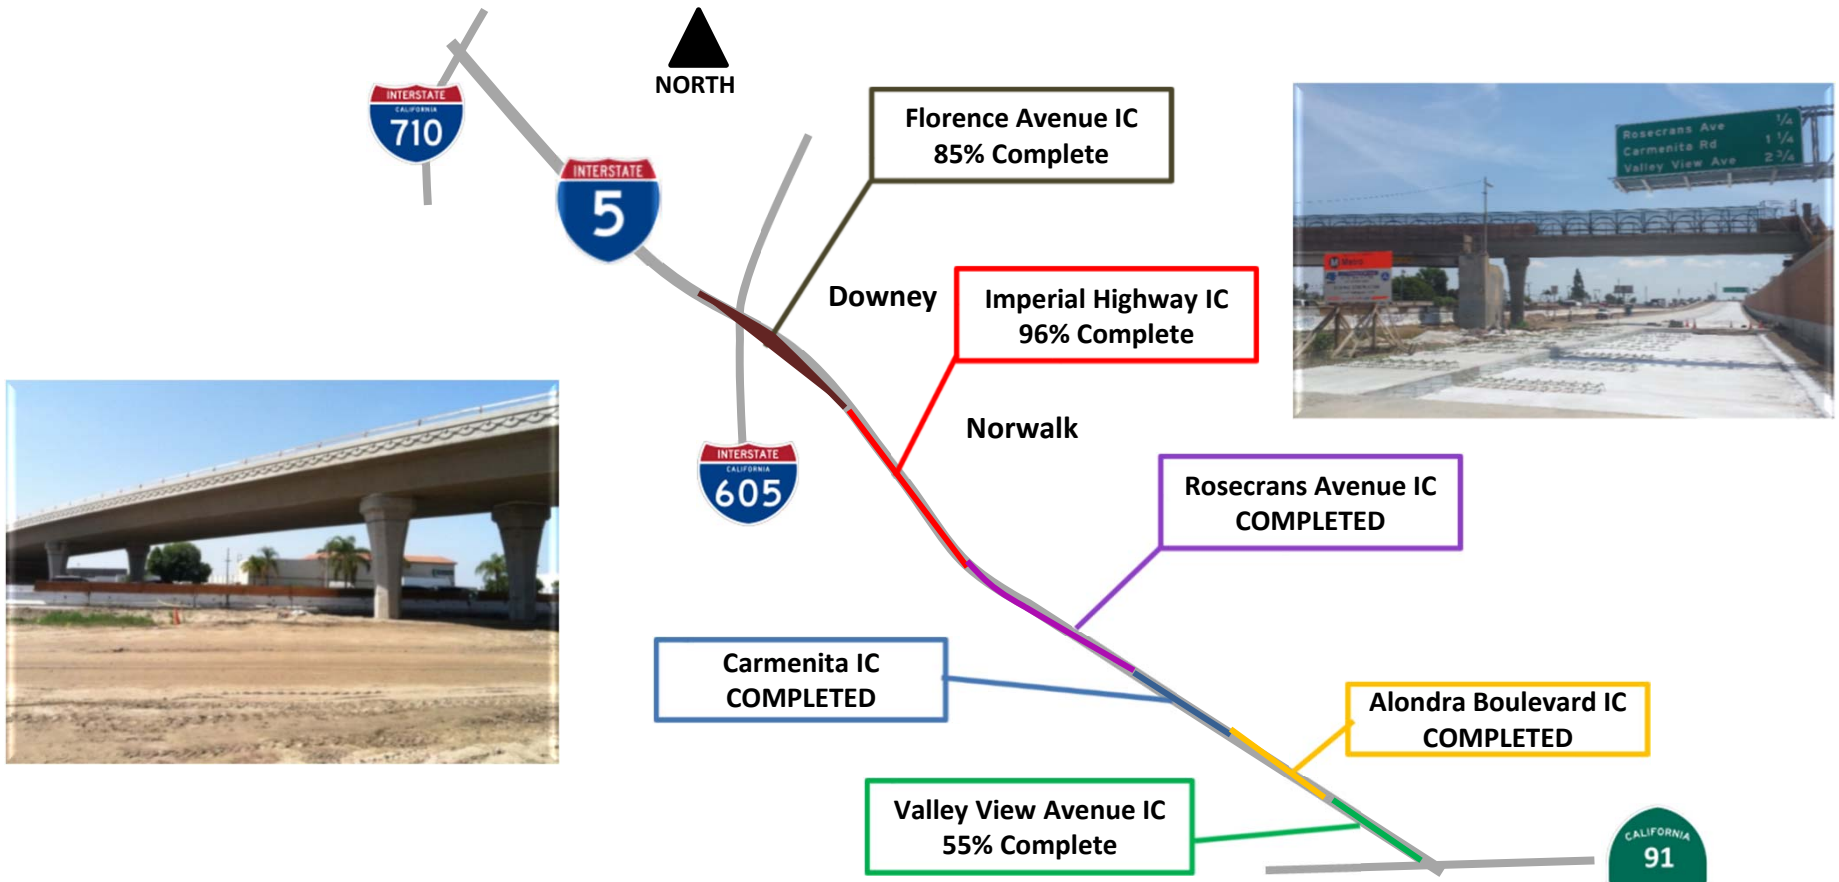 NORTH
INTERSTATE
CALIFORNIA
710
INTERSTATE
5
Florence Avenue IC
85% Complete
Rosecrans Ave 1/4
Carmenita Rd 1 1/4
Valley View Ave 2 3/4
Metro
Downey
Imperial Highway IC
96% Complete
Norwalk
INTERSTATE
CALIFORNIA
605
Rosecrans Avenue IC
COMPLETED
Carmenita IC
COMPLETED
Alondra Boulevard IC
COMPLETED
Valley View Avenue IC
55% Complete
CALIFORNIA
91